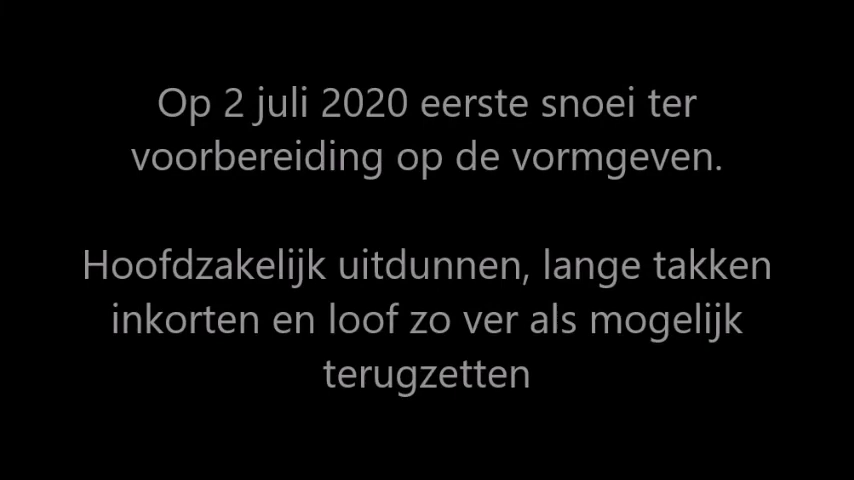 Op 2 juli 2020 eerste snoei ter
voorbereiding op de vormgeven.
Hoofdzakelijk uitdunnen, lange takken
inkorten en loof zo ver als mogelijk
terugzetten